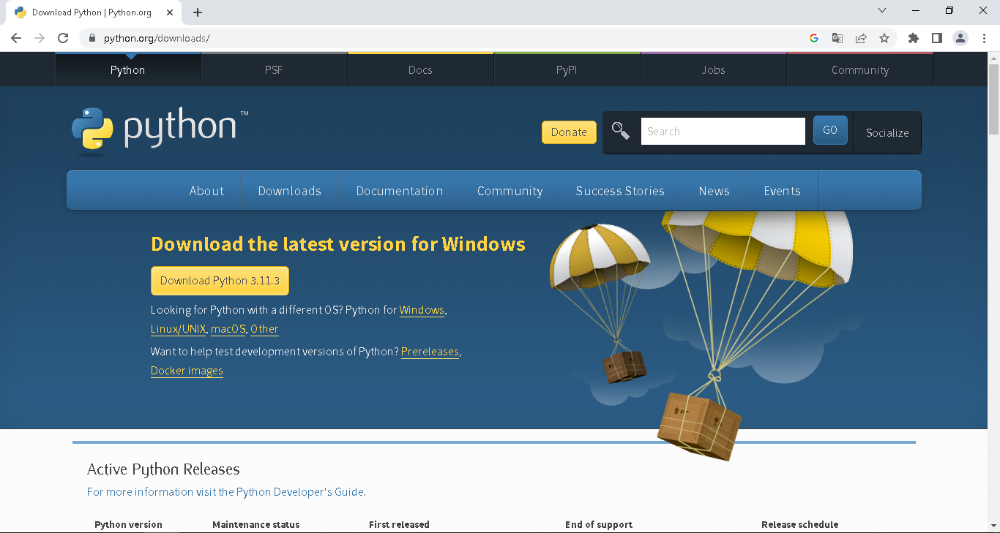 Download Python | Python.org
python.org/downloads/
Python
PSF
Docs
PyPI
Jobs
Community
python™
Donate
Search
GO
Socialize
About
Downloads
Documentation
Community
Success Stories
News
Events
Download the latest version for Windows
Download Python 3.11.3
Looking for Python with a different OS? Python for Windows,
Linux/UNIX, macOS, Other
Want to help test development versions of Python? Prereleases,
Docker images
Active Python Releases
For more information visit the Python Developer's Guide.
Python version
Maintenance status
First released
End of support
Release schedule